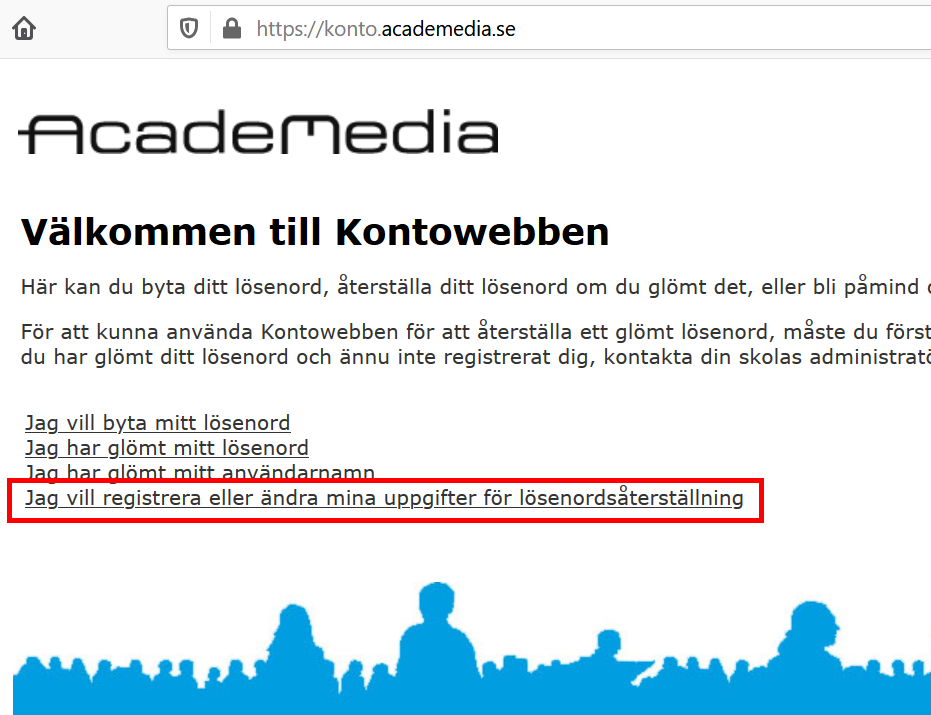 https://konto.academedia.se
AcadeMedia
Välkommen till Kontowebben
Här kan du byta ditt lösenord, återställa ditt lösenord om du glömt det, eller bli påmind
För att kunna använda Kontowebben för att återställa ett glömt lösenord, måste du först
du har glömt ditt lösenord och ännu inte registrerat dig, kontakta din skolas
Jag vill byta mitt lösenord
Jag har glömt mitt lösenord
Jag har glömt mitt användarnamn
Jag vill registrera eller ändra mina uppgifter för lösenordsåterställning